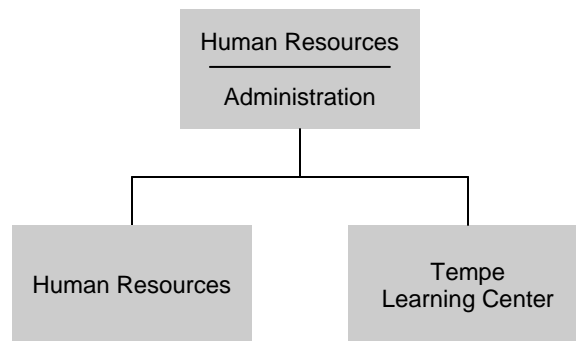 Human Resources
Administration
Human Resources
Tempe
Learning Center